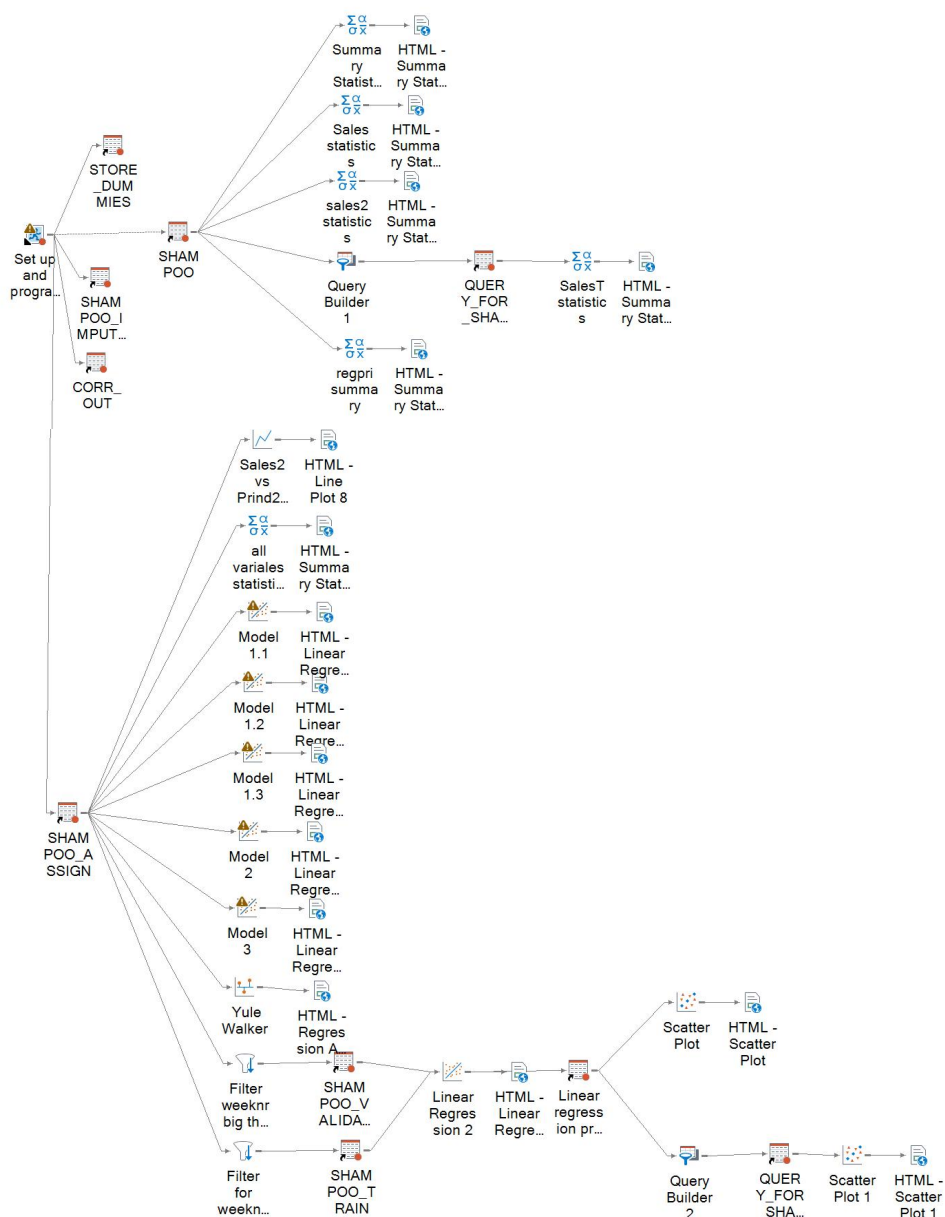 Summa
ry
Statist...
HTML -
Summa
ry Stat...
Sales
statistic
s
HTML -
Summa
ry Stat...
STORE
_DUM
MIES
sales2
statistic
s
HTML -
Summa
ry Stat...
Set up
and
progra...
SHAM
POO
SHAM
POO_I
MPUT...
Query
Builder
1
QUER
Y_FOR
_SHA...
SalesT
statistic
s
HTML -
Summa
ry Stat...
CORR_
OUT
regpri
summa
ry
HTML -
Summa
ry Stat...
Sales2
vs
Prind2...
HTML -
Line
Plot 8
all
variales
statisti...
HTML -
Summa
ry Stat...
Model
1.1
HTML -
Linear
Regre...
Model
1.2
HTML -
Linear
Regre...
Model
1.3
HTML -
Linear
Regre...
SHAM
POO_A
SSIGN
Model
2
HTML -
Linear
Regre...
Model
3
HTML -
Linear
Regre...
Yule
Walker
HTML -
Regres
sion A...
Scatter
Plot
HTML -
Scatter
Plot
Filter
weeknr
big th...
SHAM
POO_V
ALIDA...
Linear
Regres
sion 2
HTML -
Linear
Regre...
Linear
regress
ion pr...
Filter
for
weekn...
SHAM
POO_T
RAIN
Query
Builder
2
QUER
Y_FOR
_SHA...
Scatter
Plot 1
HTML -
Scatter
Plot 1